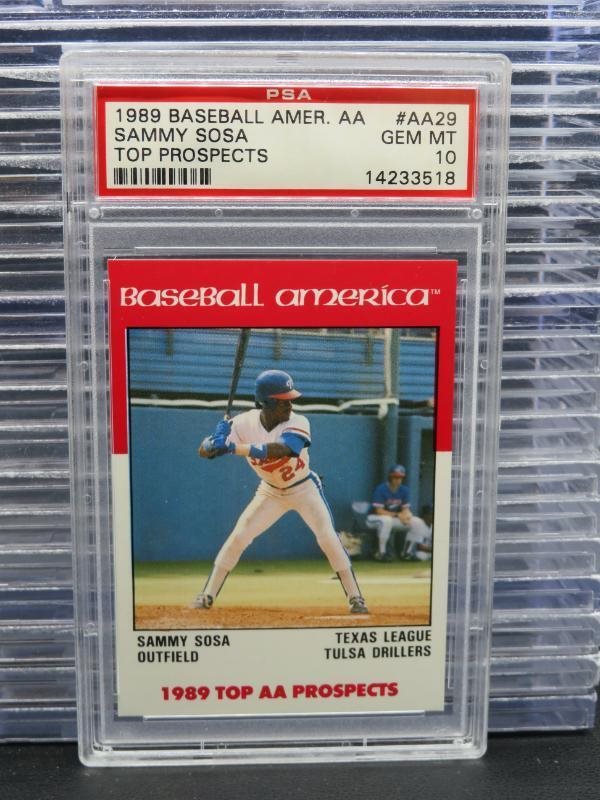 PSA
1989 BASEBALL AMER. AA #AA29
SAMMY SOSA GEM MT
TOP PROSPECTS 10
14233518
Baseball america™
24
SAMMY SOSA TEXAS LEAGUE
OUTFIELD TULSA DRILLERS
1989 TOP AA PROSPECTS